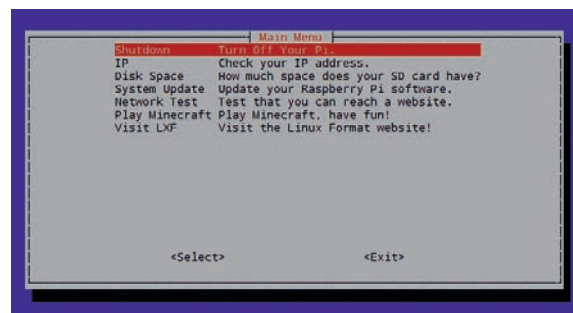 Main Menu
Shutdown Turn Off Your Pi.
IP Check your IP address.
Disk Space How much space does your SD card have?
System Update Update your Raspberry Pi software.
Network Test Test that you can reach a website.
Play Minecraft Play Minecraft, have fun!
Visit LXF Visit the Linux Format website!
<Select> <Exit>